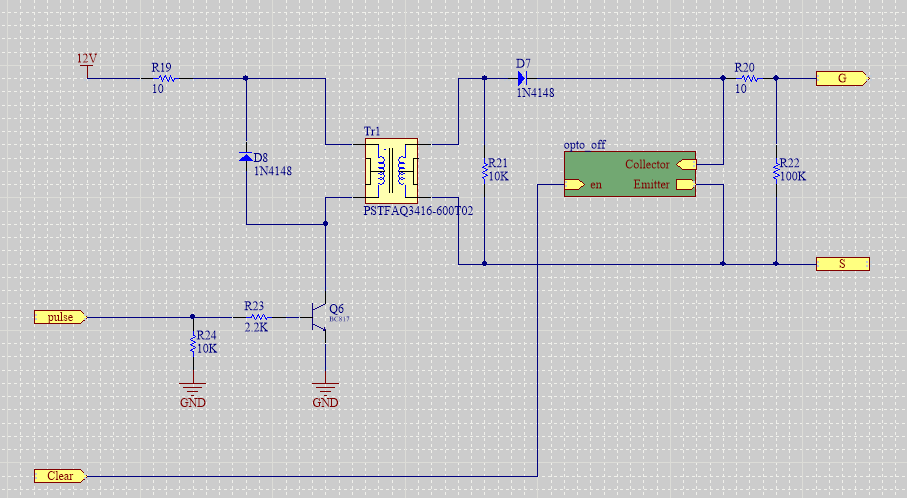 12V
R19
10
D8
1N4148
Tr1
PSTFAQ3416-600T02
D7
1N4148
R21
10K
opto_off
Collector
Emitter
en
R20
10
G
R22
100K
S
pulse
R23
2.2K
R24
10K
Q6
BC817
GND
GND
Clear